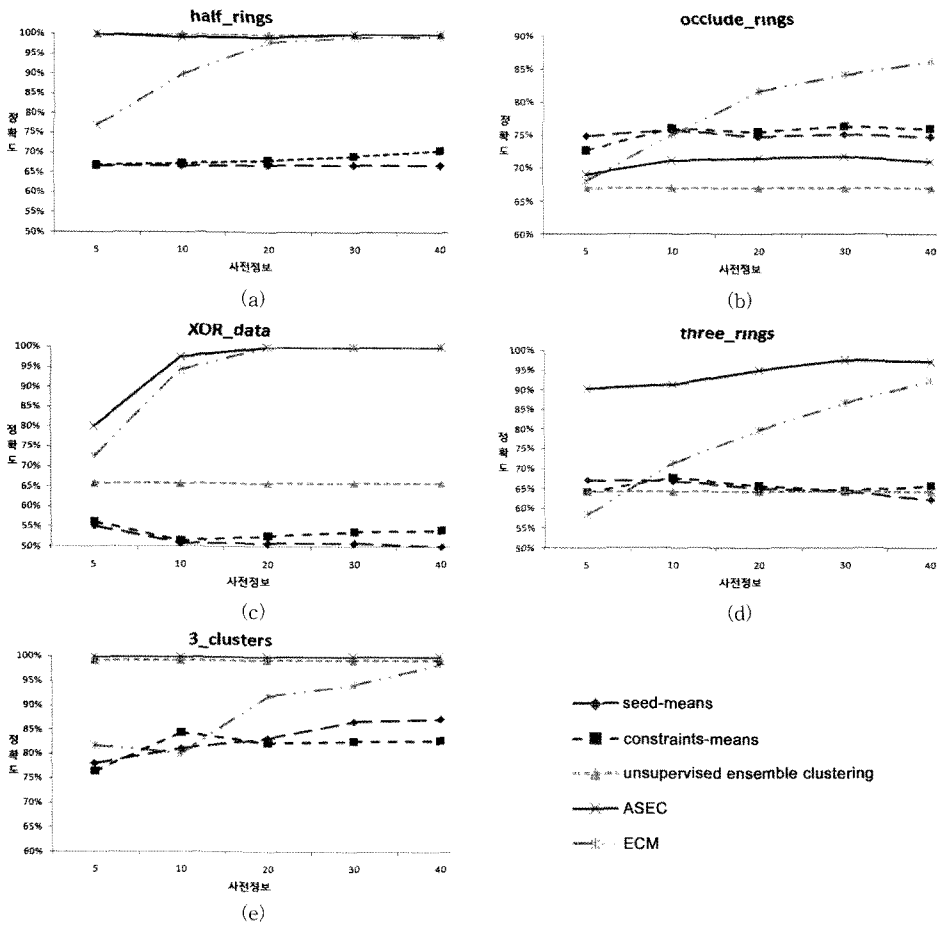 half_rings
100%
95%
90%
85%
80%
75%
70%
65%
60%
55%
50%
정확도
5
10
20
30
40
사전정보
(a)
occlude_rings
90%
85%
80%
75%
70%
65%
60%
정확도
5
10
20
30
40
사전정보
(b)
XOR_data
100%
95%
90%
85%
80%
75%
70%
65%
60%
55%
50%
정확도
5
10
20
30
40
사전정보
(c)
three_rings
100%
95%
90%
85%
80%
75%
70%
65%
60%
55%
50%
정확도
5
10
20
30
40
사전정보
(d)
3_clusters
100%
95%
90%
85%
80%
75%
70%
65%
60%
정확도
5
10
20
30
40
사전정보
(e)
seed-means
constraints-means
unsupervised ensemble clustering
ASEC
ECM